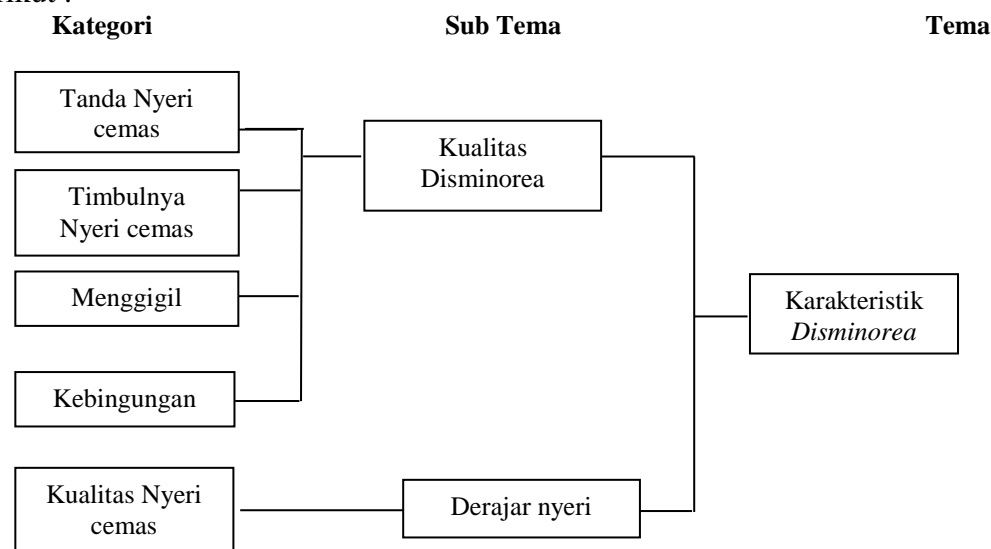 Kategori Sub Tema Tema
Tanda Nyeri
cemas
Kualitas
Disminorea
Timbulnya
Nyeri cemas
Menggigil
Karakteristik
Disminorea
Kebingungan
Kualitas Nyeri
cemas
Derajar nyeri